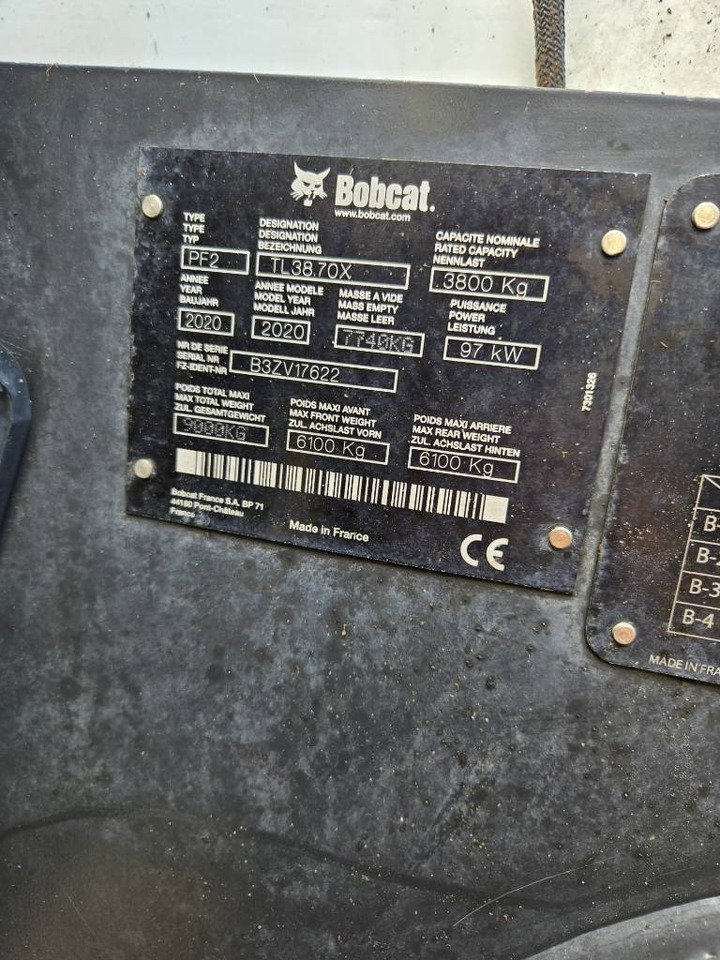 Bobcat.
www.bobcat.com
TYPE
TYPE
TYP
PF2
DESIGNATION
DESIGNATION
BEZEICHNUNG
TL38.70X
CAPACITE NOMINALE
RATED CAPACITY
NENNLAST
3800 Kg
ANNEE
YEAR
BAUJAHR
2020
ANNEE MODELE
MODEL YEAR
MODELL JAHR
2020
MASSE A VIDE
MASS EMPTY
MASSE LEER
7740KG
PUISSANCE
POWER
LEISTUNG
97 kW
NR DE SERIE
SERIAL NR
FZ-IDENT-NR
B3ZV17622
POIDS TOTAL MAXI
MAX TOTAL WEIGHT
ZUL. GESAMTGEWICHT
9000KG
POIDS MAXI AVANT
MAX FRONT WEIGHT
ZUL. ACHSLAST VORN
6100 Kg
POIDS MAXI ARRIERE
MAX REAR WEIGHT
ZUL. ACHSLAST HINTEN
6100 Kg
7301326
Bobcat France S.A. BP 71
44160 Pont-Château
France
Made in France
CE
B-3
B-4
MADE IN